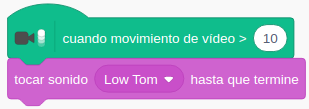 cuando movimiento de vídeo > 10
tocar sonido Low Tom hasta que termine